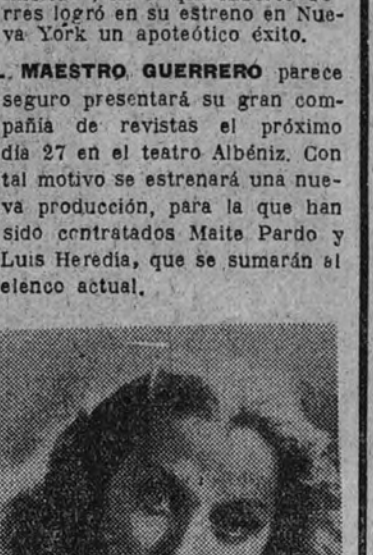 rres logró en su estreno en Nue-
va York un apoteótico éxito.
. MAESTRO GUERRERO parece
seguro presentará su gran com-
pañía de revistas el próximo
día 27 en el teatro Albéniz. Con
tal motivo se estrenará una nue-
va producción, para la que han
sido contratados Maite Pardo y
Luis Heredia, que se sumarán al
elenco actual.